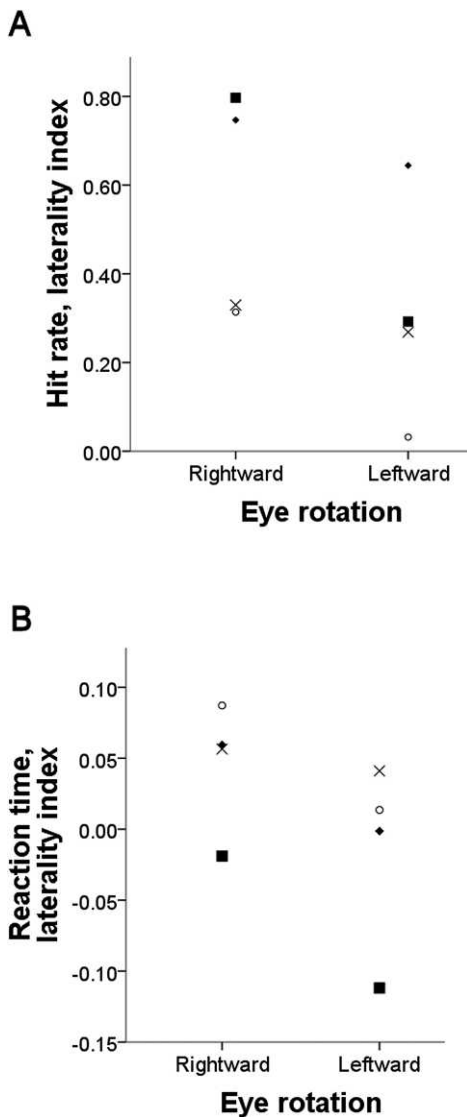 A
Hit rate, laterality index
0.80
0.60
0.40
0.20
0.00
Rightward Leftward
Eye rotation
B
Reaction time,
laterality index
0.10
0.05
0.00
-0.05
-0.10
-0.15
Rightward Leftward
Eye rotation